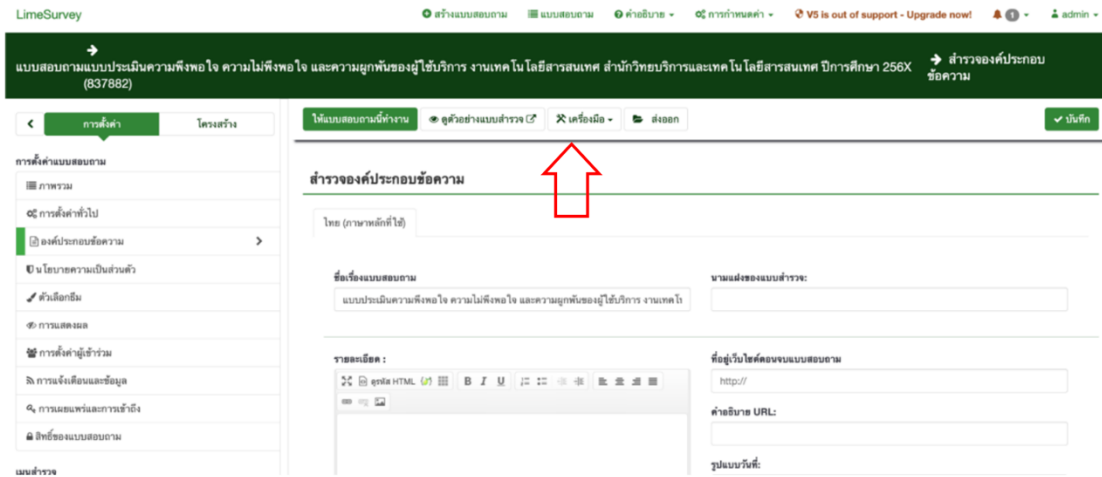 LimeSurvey
สร้างแบบสอบถาม แบบสอบถาม คำอธิบาย การกำหนดค่า V5 is out of support - Upgrade now! 1 admin
แบบสอบถามแบบประเมินความพึงพอใจ ความไม่พึงพอใจ และความผูกพันของผู้ใช้บริการ งานเทคโนโลยีสารสนเทศ สำนักวิทยบริการและเทคโนโลยีสารสนเทศ ปีการศึกษา 256X
(837882)
สำรวจองค์ประกอบ
ข้อความ
การตั้งค่า โครงสร้าง
ให้แบบสอบถามนี้ทำงาน ดูตัวอย่างแบบสำรวจ เครื่องมือ ส่งออก บันทึก
การตั้งค่าแบบสอบถาม
ภาพรวม
การตั้งค่าทั่วไป
องค์ประกอบข้อความ
นโยบายความเป็นส่วนตัว
ตัวเลือกธีม
การแสดงผล
การตั้งค่าผู้เข้าร่วม
การแจ้งเตือนและข้อมูล
การเผยแพร่และการเข้าถึง
สิทธิ์ของแบบสอบถาม
เมนูสำรวจ
สำรวจองค์ประกอบข้อความ
ไทย (ภาษาหลักที่ใช้)
ชื่อเรื่องแบบสอบถาม
แบบประเมินความพึงพอใจ ความไม่พึงพอใจ และความผูกพันของผู้ใช้บริการ งานเทคโน
นามแฝงของแบบสำรวจ:
รายละเอียด :
ดูรหัส HTML B I U
ที่อยู่เว็บไซต์ตอนจบแบบสอบถาม
http://
คำอธิบาย URL:
รูปแบบวันที่: